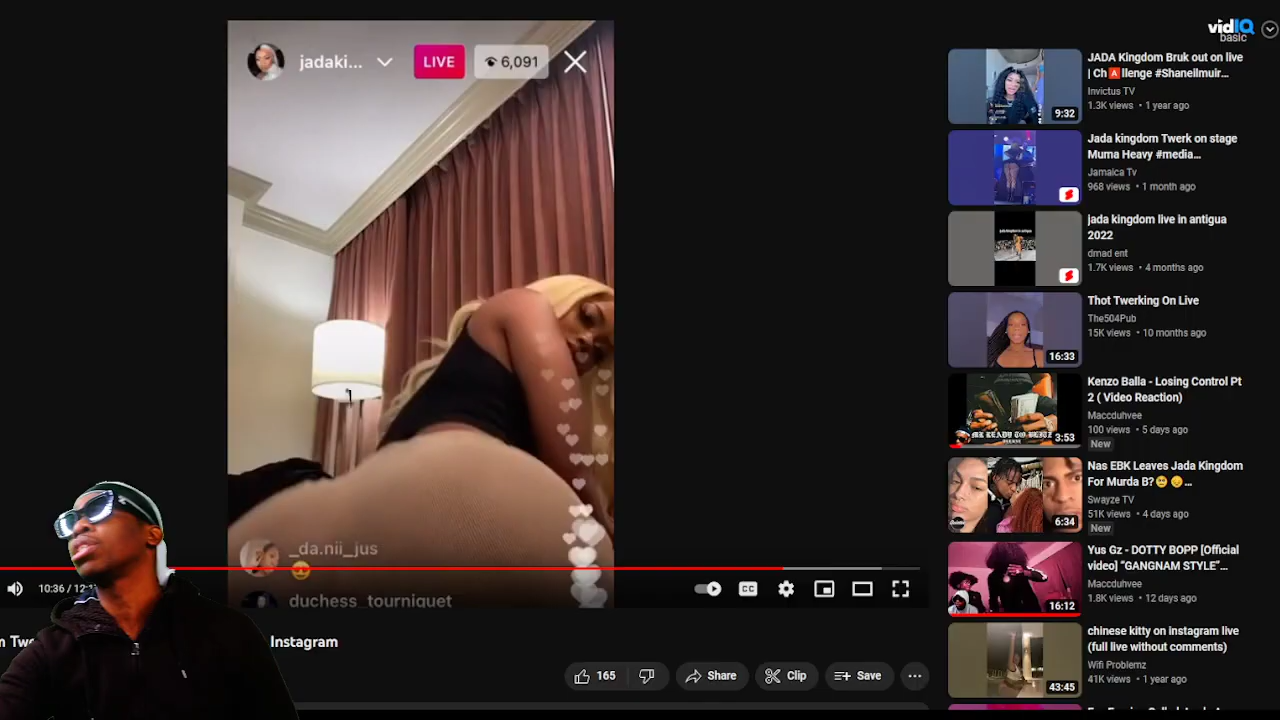 jadaki...
LIVE
6,091
_da.nii_jus
duchess_tourniquet
10:36
CC
Instagram
165
Share
Clip
Save
vidIQ
basic
JADA Kingdom Bruk out on live
| Ch🅰️llenge #Shanellmuir...
Invictus TV
1.3K views • 1 year ago
9:32
Jada kingdom Twerk on stage
Muma Heavy #media...
Jamaica Tv
968 views • 1 month ago
jada kingdom live in antigua
2022
dmad ent
1.7K views • 4 months ago
Thot Twerking On Live
The504Pub
15K views • 10 months ago
16:33
Kenzo Balla - Losing Control Pt
2 ( Video Reaction)
Maccduhvee
100 views • 5 days ago
New
3:53
Nas EBK Leaves Jada Kingdom
For Murda B?😲😔...
Swayze TV
51K views • 4 days ago
New
6:34
Yus Gz - DOTTY BOPP [Official
video] "GANGNAM STYLE"...
Maccduhvee
1.8K views • 12 days ago
16:12
chinese kitty on instagram live
(full live without comments)
Wifi Problemz
41K views • 1 year ago
43:45